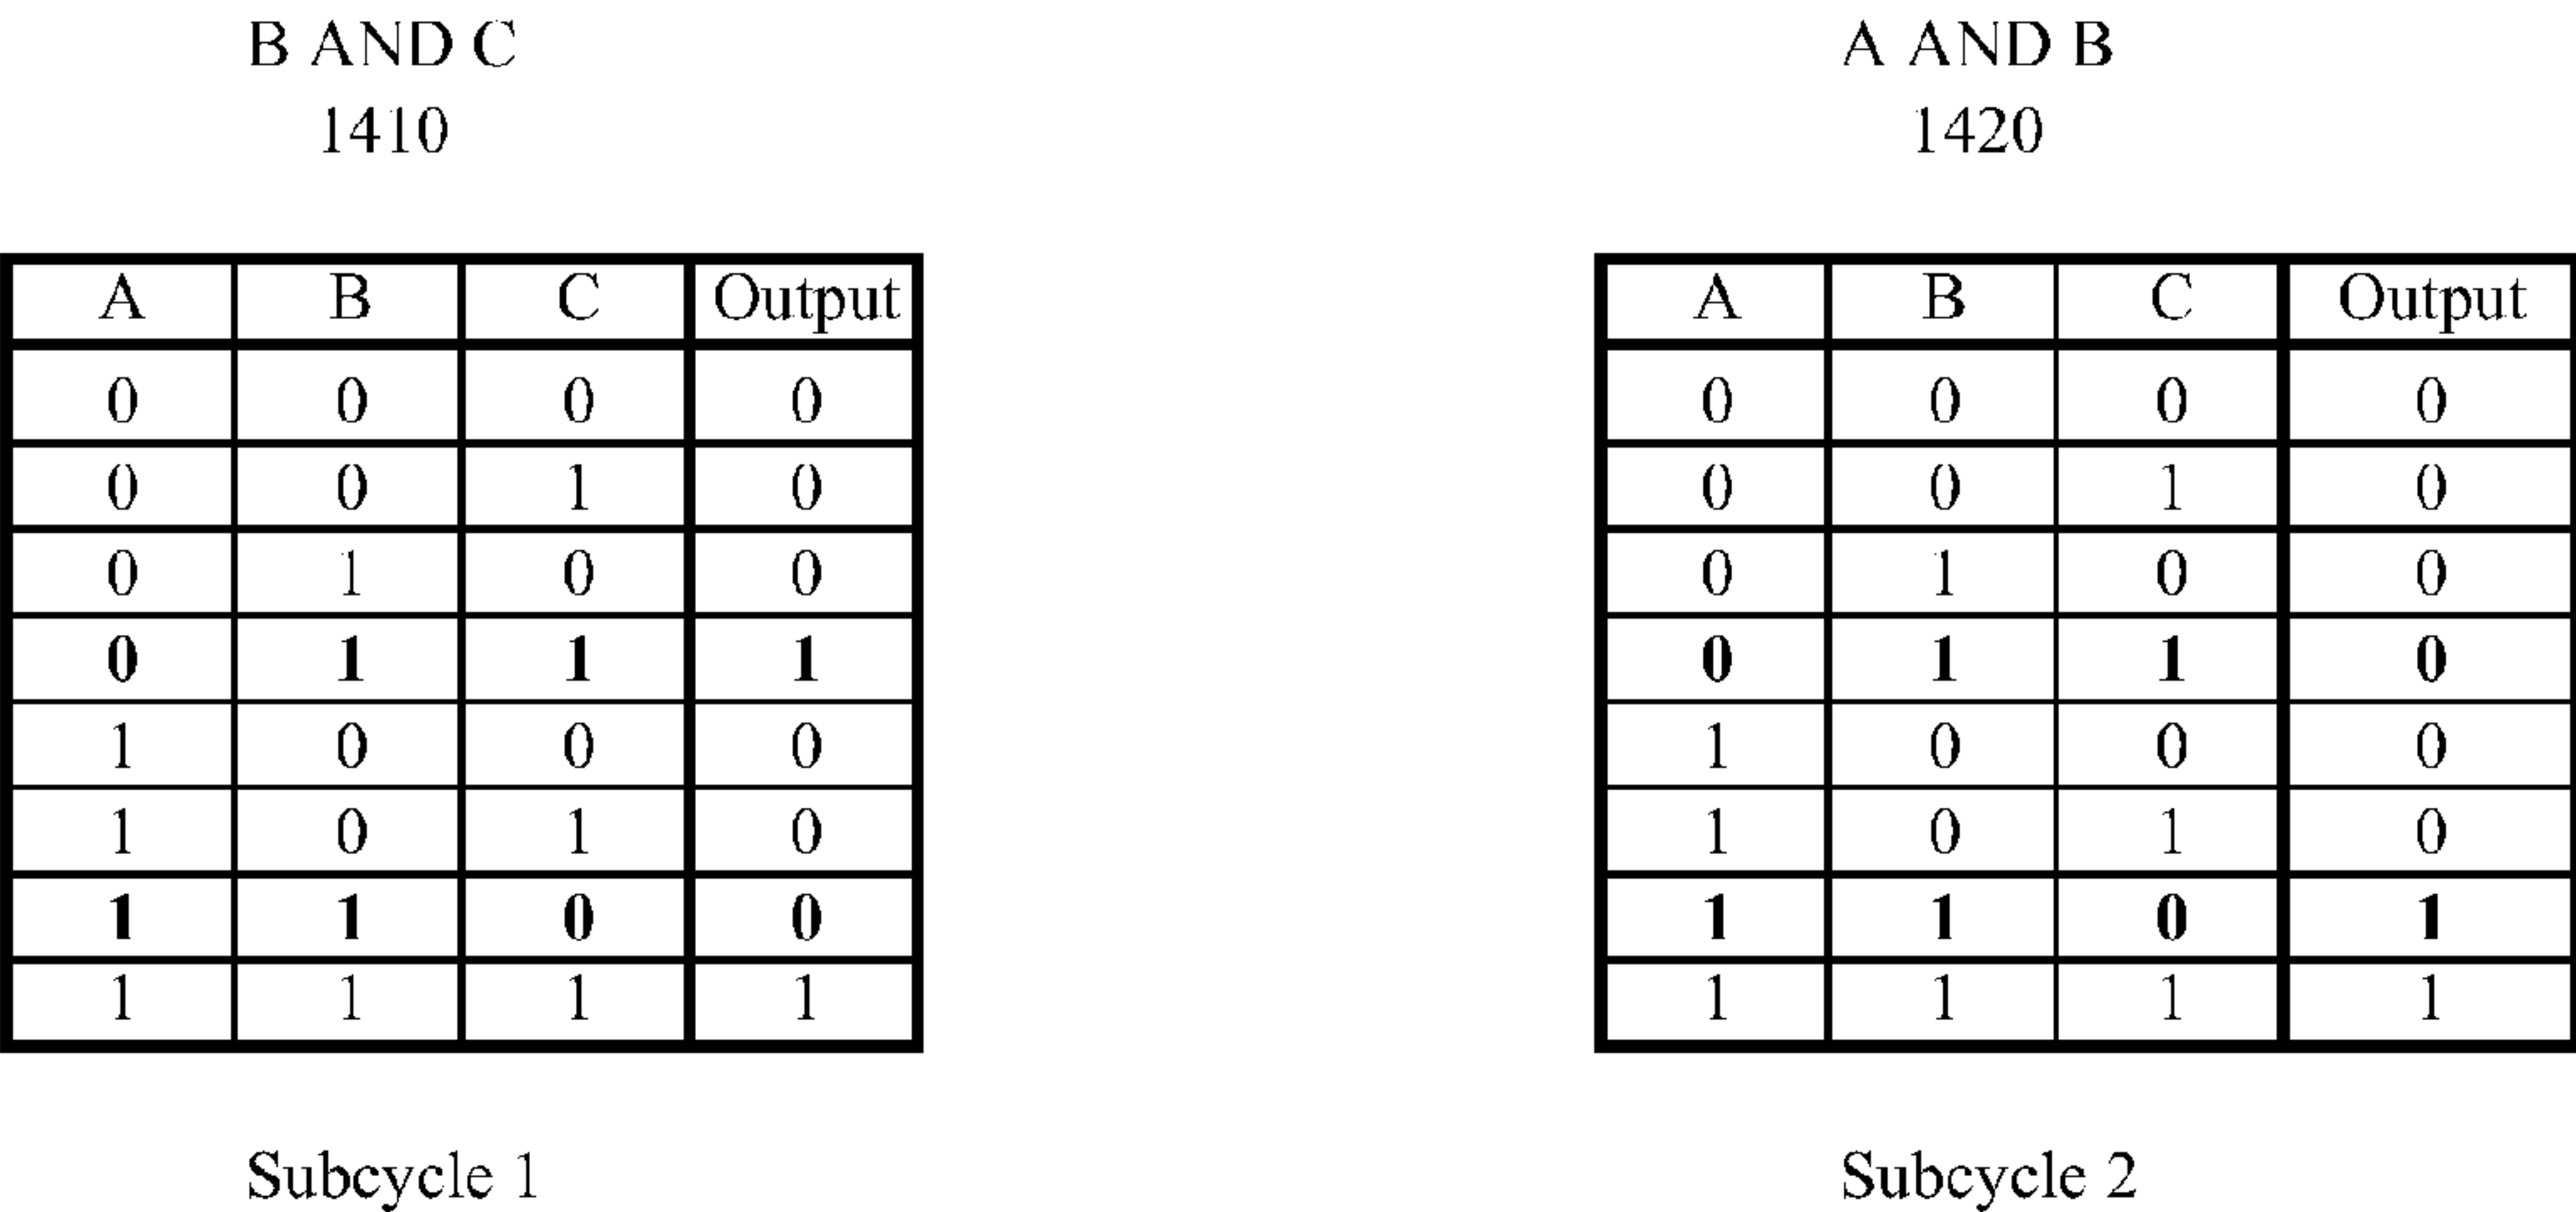 B AND C
1410
A B C Output
0 0 0 0
0 0 1 0
0 1 0 0
0 1 1 1
1 0 0 0
1 0 1 0
1 1 0 0
1 1 1 1
Subcycle 1
A AND B
1420
A B C Output
0 0 0 0
0 0 1 0
0 1 0 0
0 1 1 0
1 0 0 0
1 0 1 0
1 1 0 1
1 1 1 1
Subcycle 2